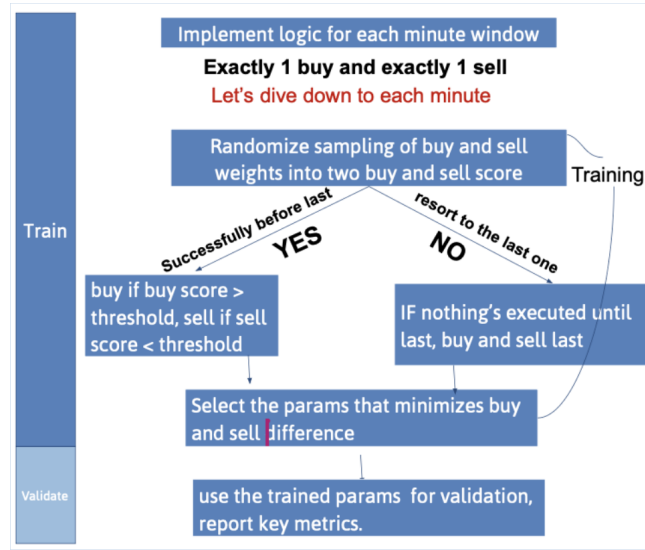 Implement logic for each minute window
Exactly 1 buy and exactly 1 sell
Let's dive down to each minute
Randomize sampling of buy and sell
weights into two buy and sell score
Training
Train
Successfully before last
YES
resort to the last one
NO
buy if buy score >
threshold, sell if sell
score < threshold
IF nothing's executed until
last, buy and sell last
Select the params that minimizes buy
and sell difference
Validate
use the trained params for validation,
report key metrics.